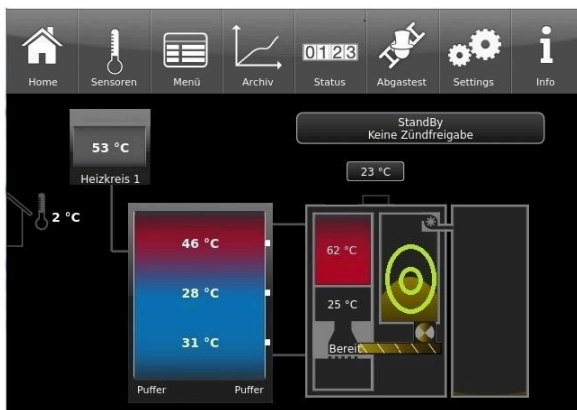 0123
Home
Sensoren
Menü
Archiv
Status
Abgastest
Settings
Info
StandBy
Keine Zündfreigabe
53 °C
Heizkreis 1
23 °C
2 °C
46 °C
62 °C
28 °C
25 °C
31 °C
Bereit
Puffer
Puffer